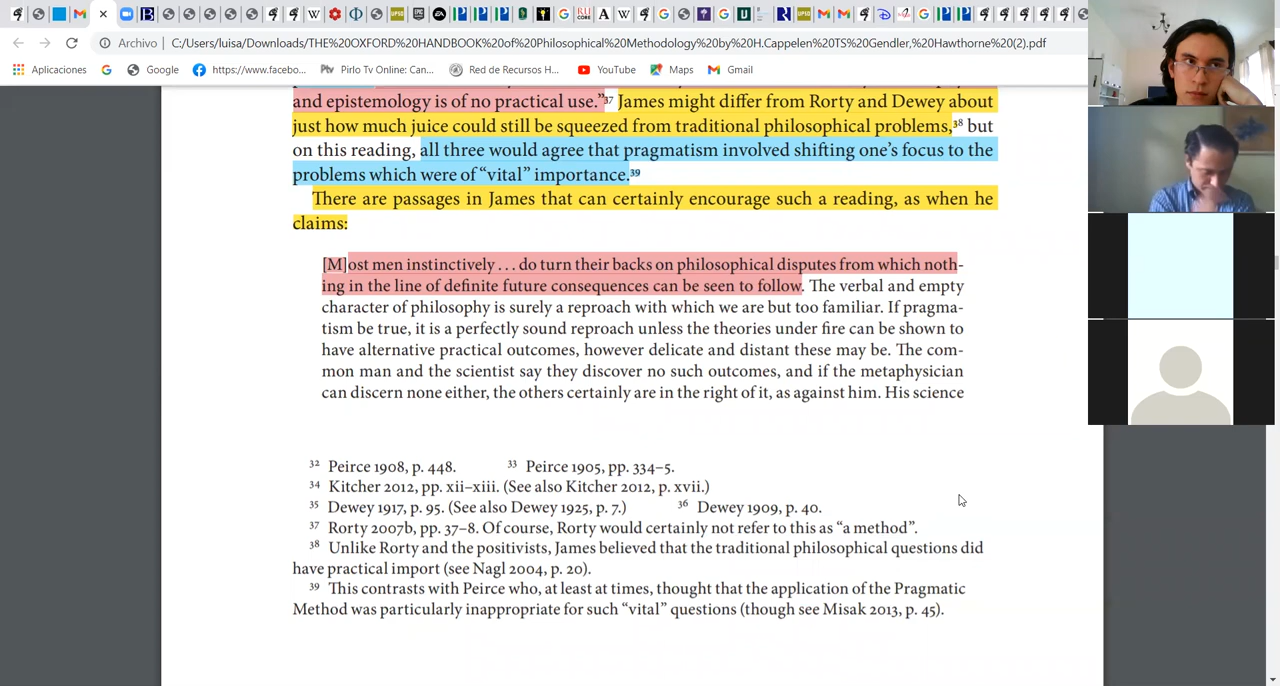 Archivo
C:/Users/luisa/Downloads/THE%20OXFORD%20HANDBOOK%20of%20Philosophical%20Methodology%20by%20H.Cappelen%20TS%20Gendler,%20Hawthorne%20(2).pdf
Aplicaciones Google https://www.facebo... Pirlo Tv Online: Can... Red de Recursos H... YouTube Maps Gmail
and epistemology is of no practical use.”³⁷ James might differ from Rorty and Dewey about
just how much juice could still be squeezed from traditional philosophical problems,³⁸ but
on this reading, all three would agree that pragmatism involved shifting one’s focus to the
problems which were of “vital” importance.³⁹
There are passages in James that can certainly encourage such a reading, as when he
claims:
[M]ost men instinctively . . . do turn their backs on philosophical disputes from which noth-
ing in the line of definite future consequences can be seen to follow. The verbal and empty
character of philosophy is surely a reproach with which we are but too familiar. If pragma-
tism be true, it is a perfectly sound reproach unless the theories under fire can be shown to
have alternative practical outcomes, however delicate and distant these may be. The com-
mon man and the scientist say they discover no such outcomes, and if the metaphysician
can discern none either, the others certainly are in the right of it, as against him. His science
³² Peirce 1908, p. 448. ³³ Peirce 1905, pp. 334–5.
³⁴ Kitcher 2012, pp. xii–xiii. (See also Kitcher 2012, p. xvii.)
³⁵ Dewey 1917, p. 95. (See also Dewey 1925, p. 7.) ³⁶ Dewey 1909, p. 40.
³⁷ Rorty 2007b, pp. 37–8. Of course, Rorty would certainly not refer to this as “a method”.
³⁸ Unlike Rorty and the positivists, James believed that the traditional philosophical questions did
have practical import (see Nagl 2004, p. 20).
³⁹ This contrasts with Peirce who, at least at times, thought that the application of the Pragmatic
Method was particularly inappropriate for such “vital” questions (though see Misak 2013, p. 45).